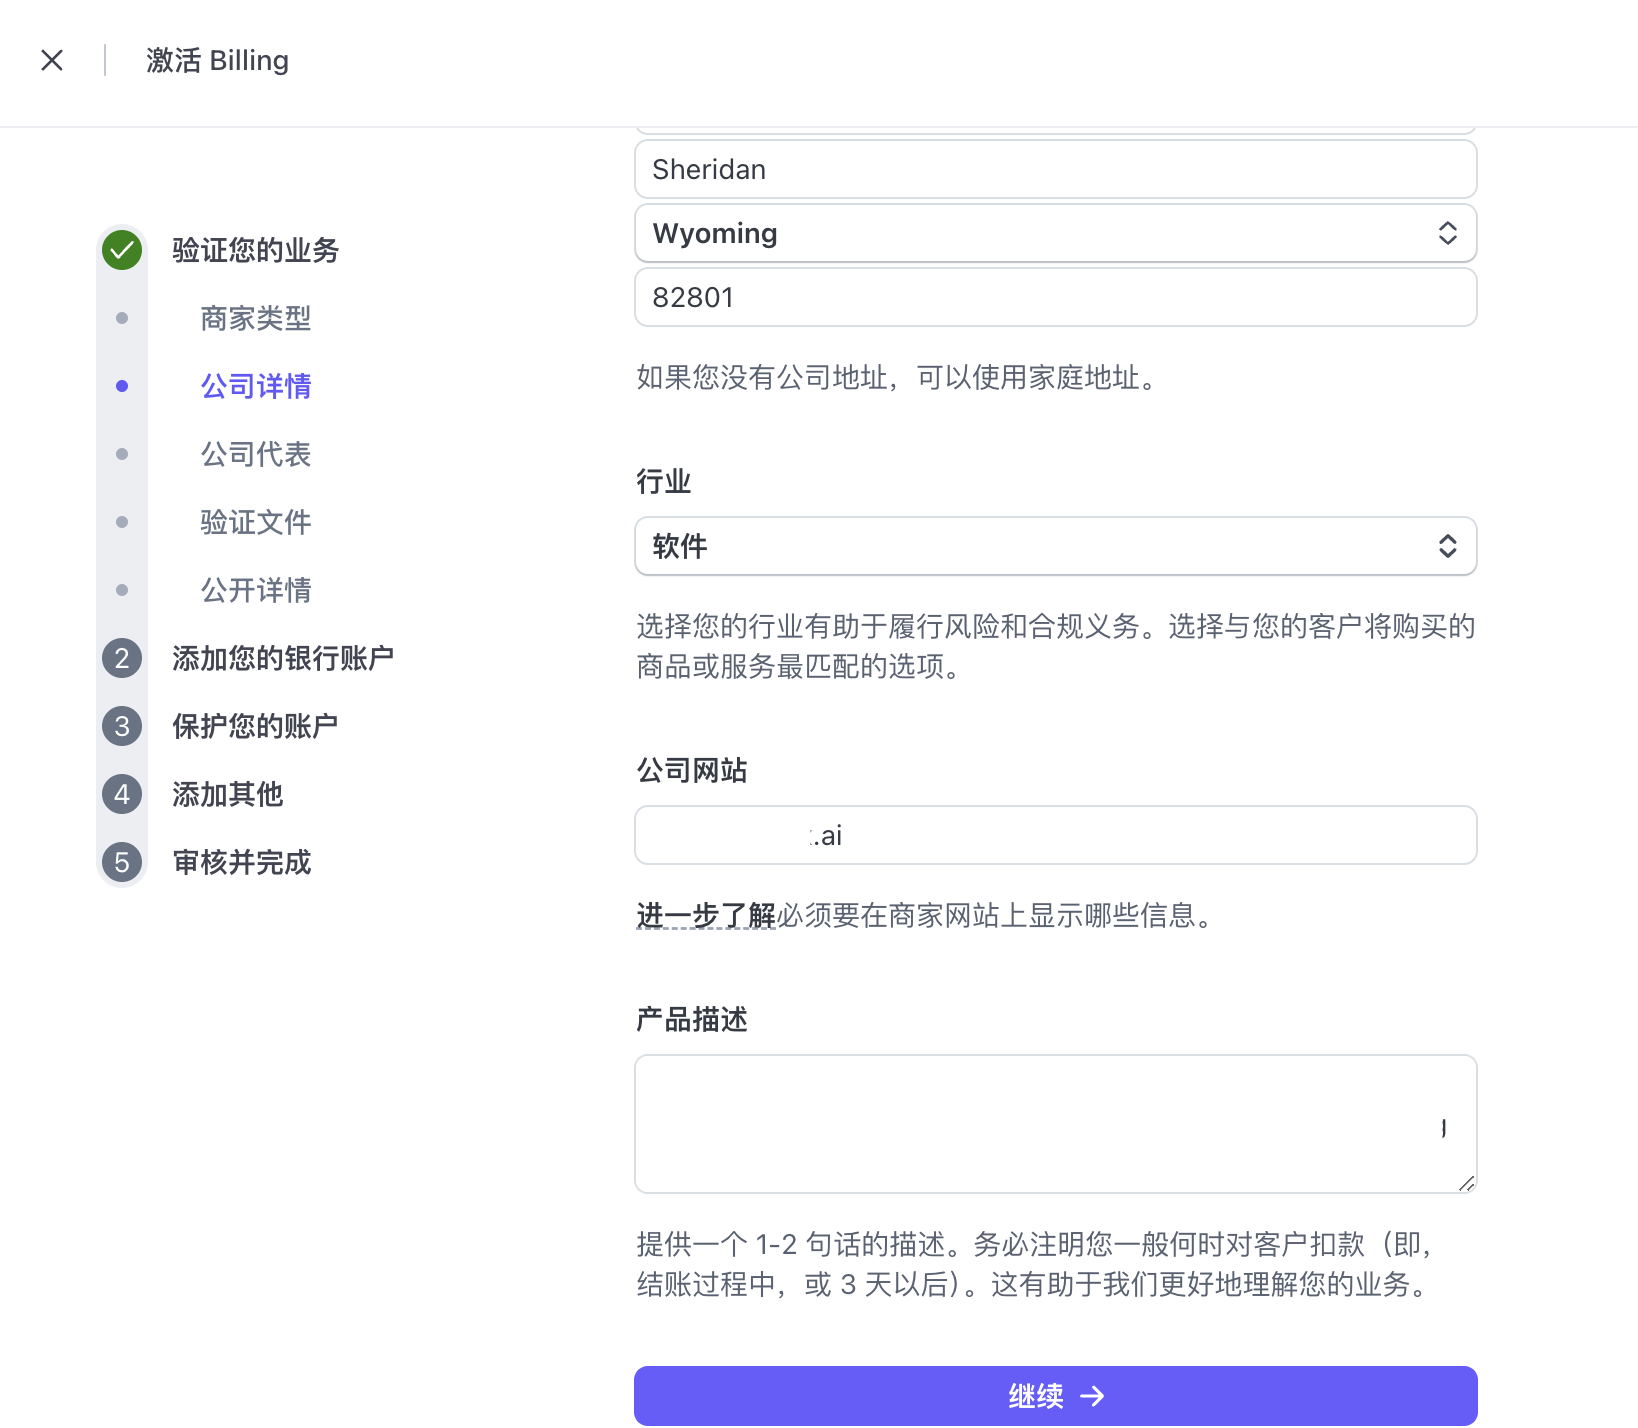 激活 Billing
验证您的业务
商家类型
公司详情
公司代表
验证文件
公开详情
2 添加您的银行账户
3 保护您的账户
4 添加其他
5 审核并完成
Sheridan
Wyoming
82801
如果您没有公司地址，可以使用家庭地址。
行业
软件
选择您的行业有助于履行风险和合规义务。选择与您的客户将购买的
商品或服务最匹配的选项。
公司网站
.ai
进一步了解必须要在商家网站上显示哪些信息。
产品描述
提供一个 1-2 句话的描述。务必注明您一般何时对客户扣款（即，
结账过程中，或 3 天以后）。这有助于我们更好地理解您的业务。
继续 →